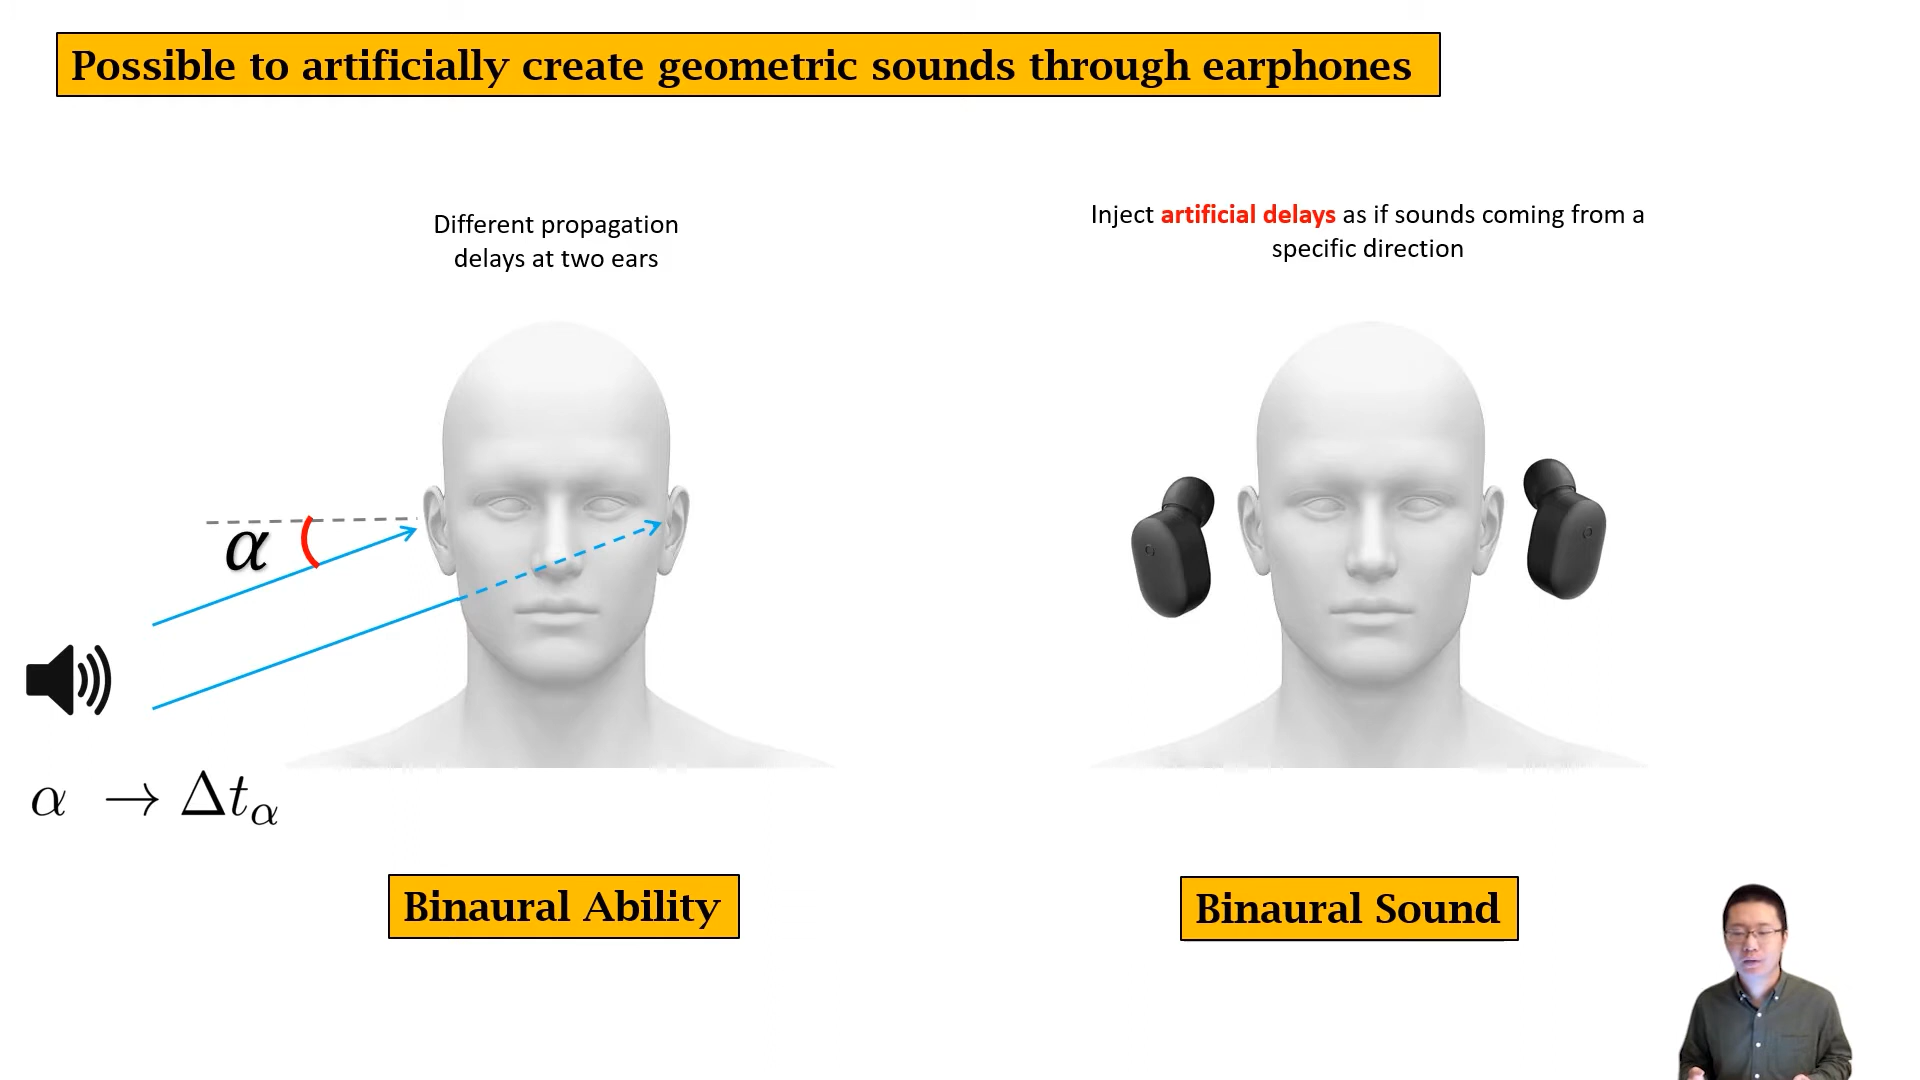 Possible to artificially create geometric sounds through earphones
Different propagation
delays at two ears
Inject artificial delays as if sounds coming from a
specific direction
α
α → Δtα
Binaural Ability
Binaural Sound